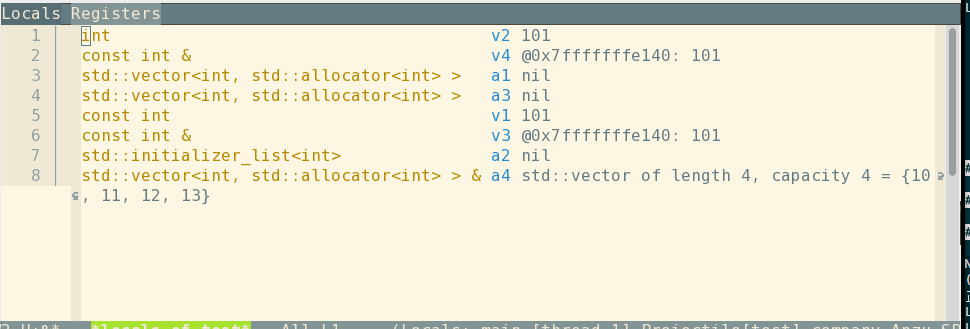 Locals Registers
1 int v2 101
2 const int & v4 @0x7fffffffe140: 101
3 std::vector<int, std::allocator<int> > a1 nil
4 std::vector<int, std::allocator<int> > a3 nil
5 const int v1 101
6 const int & v3 @0x7fffffffe140: 101
7 std::initializer_list<int> a2 nil
8 std::vector<int, std::allocator<int> > & a4 std::vector of length 4, capacity 4 = {10
, 11, 12, 13}
*locals of test* All L1 (Locals: main [thread 1] Projectile[test] company Anzu